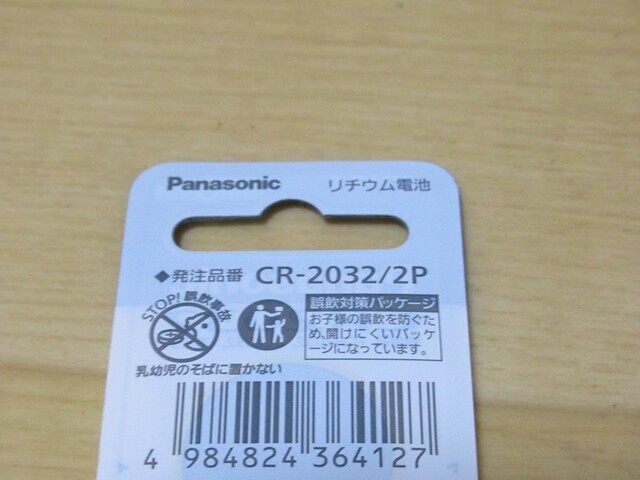 Panasonic リチウム電池
◆発注品番 CR-2032/2P
STOP!誤飲事故
誤飲対策パッケージ
お子様の誤飲を防ぐた
め、開けにくいパッケ
ージになっています。
乳幼児のそばに置かない
4 984824 364127